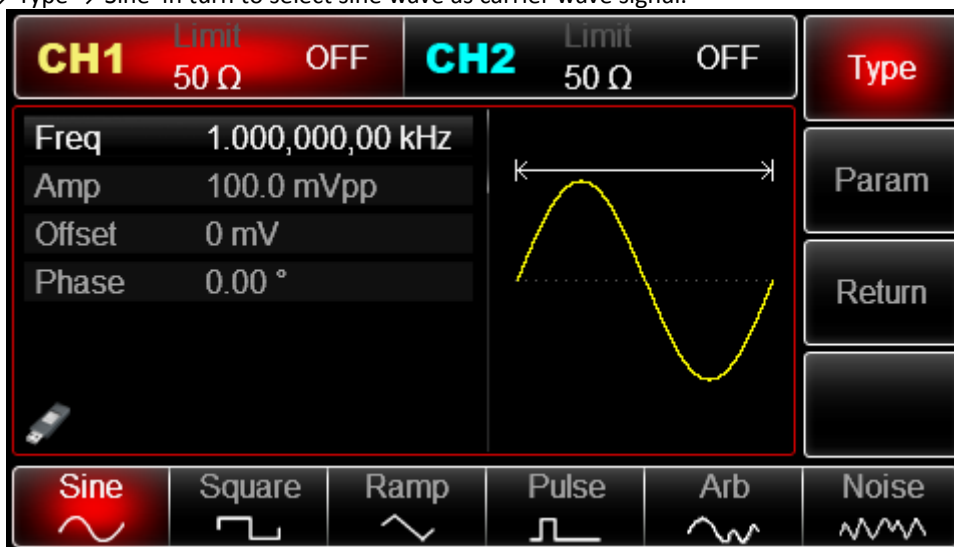 Type → Sine in turn to select sine wave as carrier wave signal.
CH1 Limit 50 Ω OFF CH2 Limit 50 Ω OFF Type
Freq 1.000,000,00 kHz
Amp 100.0 mVpp
Param
Offset 0 mV
Phase 0.00 °
Return
Sine Square Ramp Pulse Arb Noise